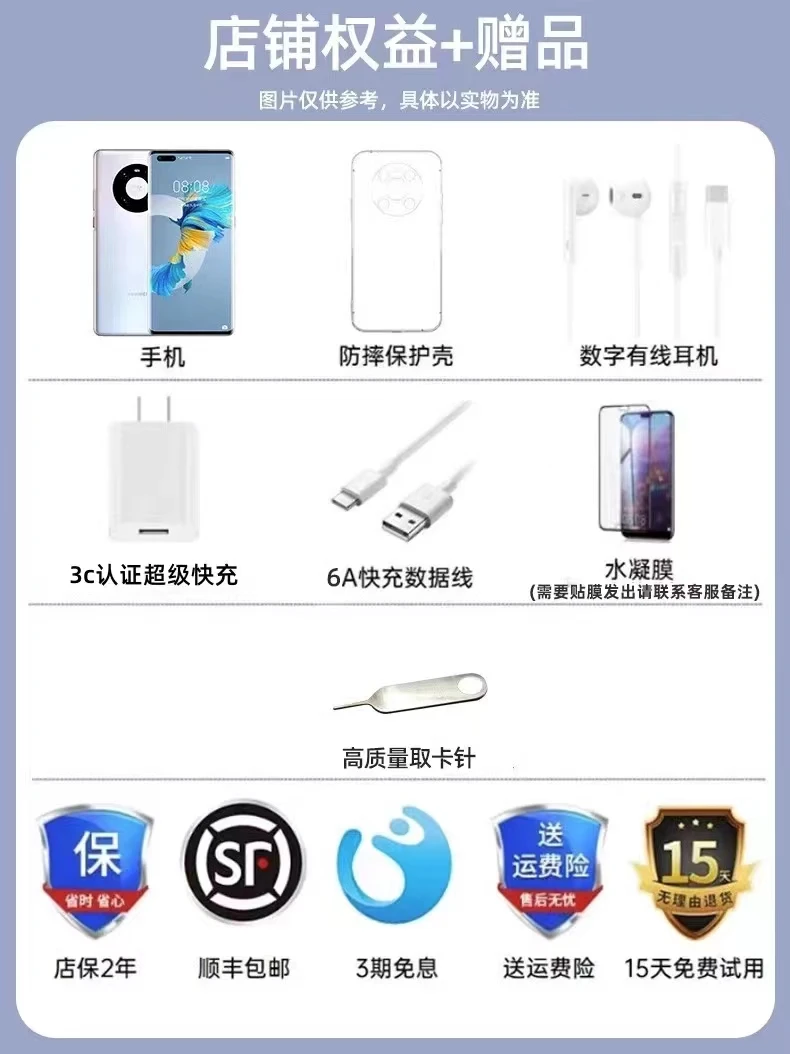 店铺权益+赠品
图片仅供参考，具体以实物为准
08:08
手机
防摔保护壳
数字有线耳机
3c认证超级快充
6A快充数据线
水凝膜
(需要贴膜发出请联系客服备注)
高质量取卡针
保
省时 省心
SF
送
运费险
售后无忧
15天
无理由退货
店保2年
顺丰包邮
3期免息
送运费险
15天免费试用